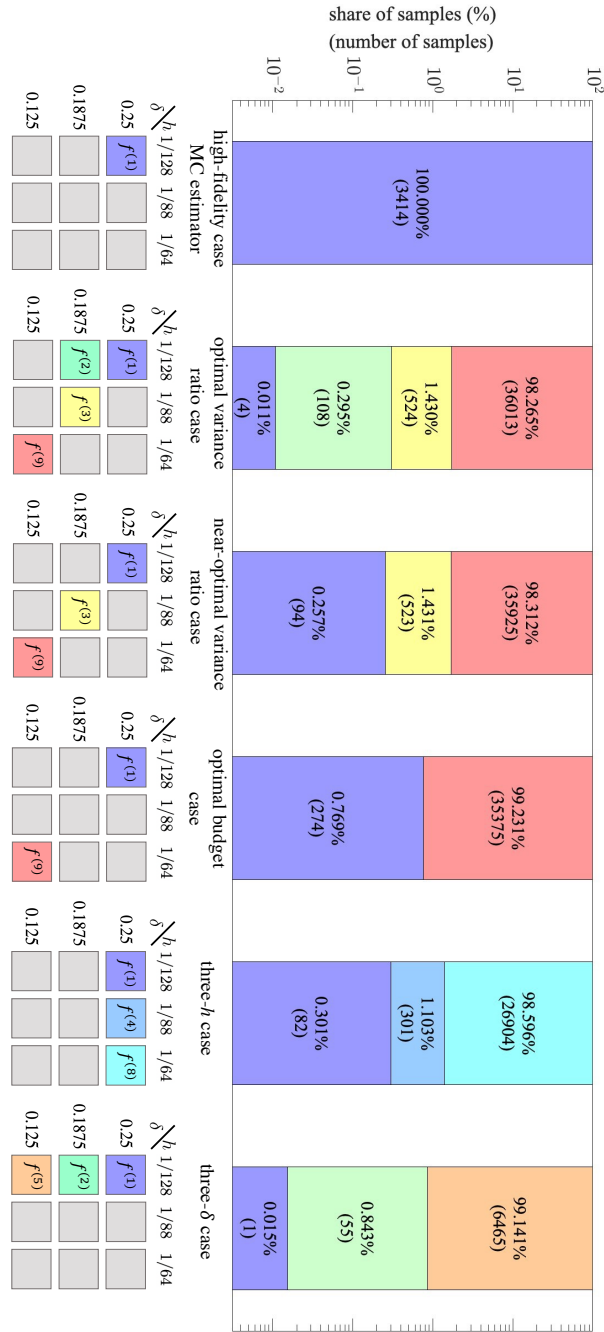 share of samples (%)
(number of samples)
10²
10¹
10⁰
10⁻¹
10⁻²
100.000%
(3414)
98.265%
(36013)
1.430%
(524)
0.295%
(108)
0.011%
(4)
98.312%
(35925)
1.431%
(523)
0.257%
(94)
99.231%
(35375)
0.769%
(274)
98.596%
(26904)
1.103%
(301)
0.301%
(82)
99.141%
(6465)
0.843%
(55)
0.015%
(1)
high-fidelity case
MC estimator
optimal variance
ratio case
near-optimal variance
ratio case
optimal budget
case
three-h case
three-δ case
δ/h 1/128 1/88 1/64
0.25 f⁽¹⁾
0.1875
0.125
δ/h 1/128 1/88 1/64
0.25 f⁽¹⁾
0.1875 f⁽²⁾ f⁽³⁾
0.125 f⁽⁹⁾
δ/h 1/128 1/88 1/64
0.25 f⁽¹⁾
0.1875 f⁽³⁾
0.125 f⁽⁹⁾
δ/h 1/128 1/88 1/64
0.25 f⁽¹⁾
0.1875
0.125 f⁽⁹⁾
δ/h 1/128 1/88 1/64
0.25 f⁽¹⁾ f⁽⁴⁾ f⁽⁸⁾
0.1875
0.125
δ/h 1/128 1/88 1/64
0.25 f⁽¹⁾
0.1875 f⁽²⁾
0.125 f⁽⁵⁾